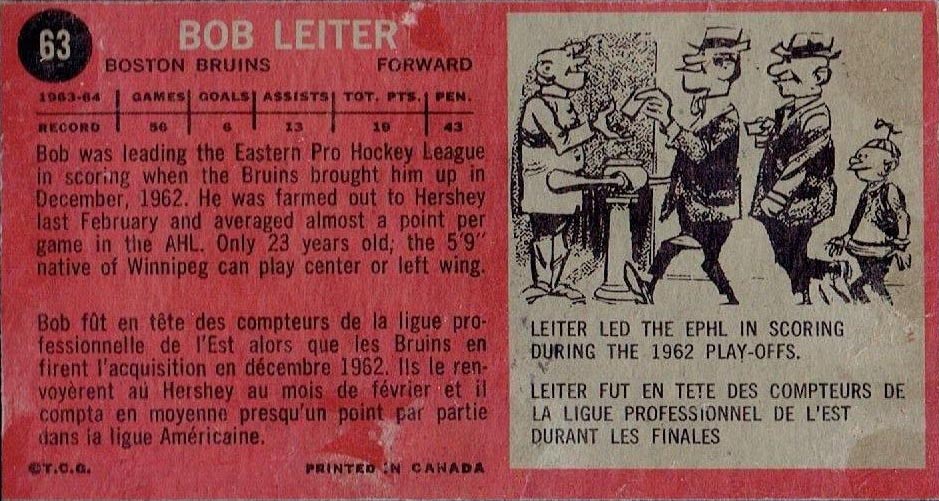 63
BOB LEITER
BOSTON BRUINS FORWARD
1963-64 GAMES GOALS ASSISTS TOT. PTS. PEN.
RECORD 56 6 13 19 43
Bob was leading the Eastern Pro Hockey League
in scoring when the Bruins brought him up in
December, 1962. He was farmed out to Hershey
last February and averaged almost a point per
game in the AHL. Only 23 years old, the 5'9"
native of Winnipeg can play center or left wing.
Bob fût en tête des compteurs de la ligue pro-
fessionnelle de l'Est alors que les Bruins en
firent l'acquisition en décembre 1962. Ils le ren-
voyèrent au Hershey au mois de février et il
compta en moyenne presqu'un point par partie
dans la ligue Américaine.
©T.C.G. PRINTED IN CANADA
LEITER LED THE EPHL IN SCORING
DURING THE 1962 PLAY-OFFS.
LEITER FUT EN TETE DES COMPTEURS DE
LA LIGUE PROFESSIONNEL DE L'EST
DURANT LES FINALES